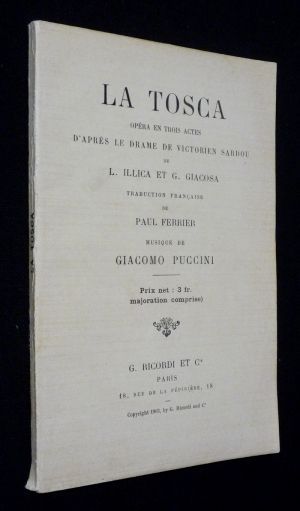 LA TOSCA
OPÉRA EN TROIS ACTES
D'APRÈS LE DRAME DE VICTORIEN SARDOU
DE
L. ILLICA ET G. GIACOSA
TRADUCTION FRANÇAISE
DE
PAUL FERRIER
MUSIQUE DE
GIACOMO PUCCINI
Prix net : 3 fr.
majoration comprise)
G. RICORDI ET Cie
PARIS
18, RUE DE LA PÉPINIÈRE, 18
Copyright 1903, by G. Ricordi and Co
LA TOSCA